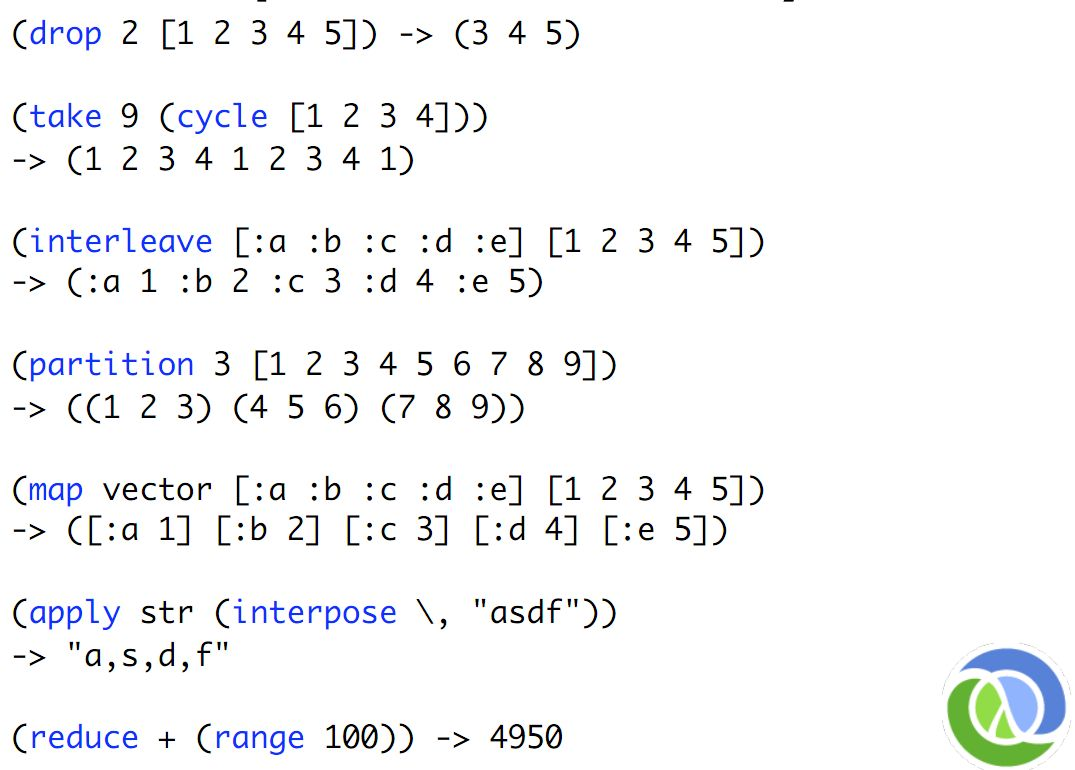 (drop 2 [1 2 3 4 5]) -> (3 4 5)
(take 9 (cycle [1 2 3 4]))
-> (1 2 3 4 1 2 3 4 1)
(interleave [:a :b :c :d :e] [1 2 3 4 5])
-> (:a 1 :b 2 :c 3 :d 4 :e 5)
(partition 3 [1 2 3 4 5 6 7 8 9])
-> ((1 2 3) (4 5 6) (7 8 9))
(map vector [:a :b :c :d :e] [1 2 3 4 5])
-> ([:a 1] [:b 2] [:c 3] [:d 4] [:e 5])
(apply str (interpose \, "asdf"))
-> "a,s,d,f"
(reduce + (range 100)) -> 4950